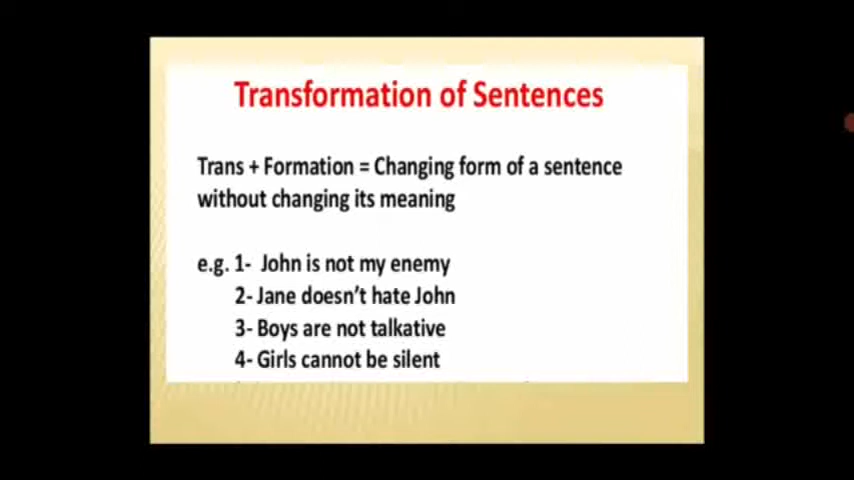 Transformation of Sentences
Trans + Formation = Changing form of a sentence
without changing its meaning
e.g. 1- John is not my enemy
2- Jane doesn't hate John
3- Boys are not talkative
4- Girls cannot be silent